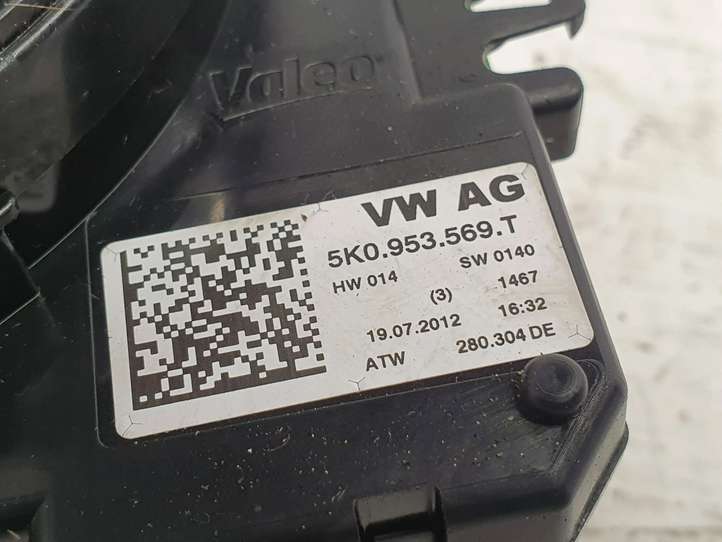 Valeo
VW AG
5K0.953.569.T
HW 014 SW 0140
(3) 1467
19.07.2012 16:32
ATW 280.304 DE